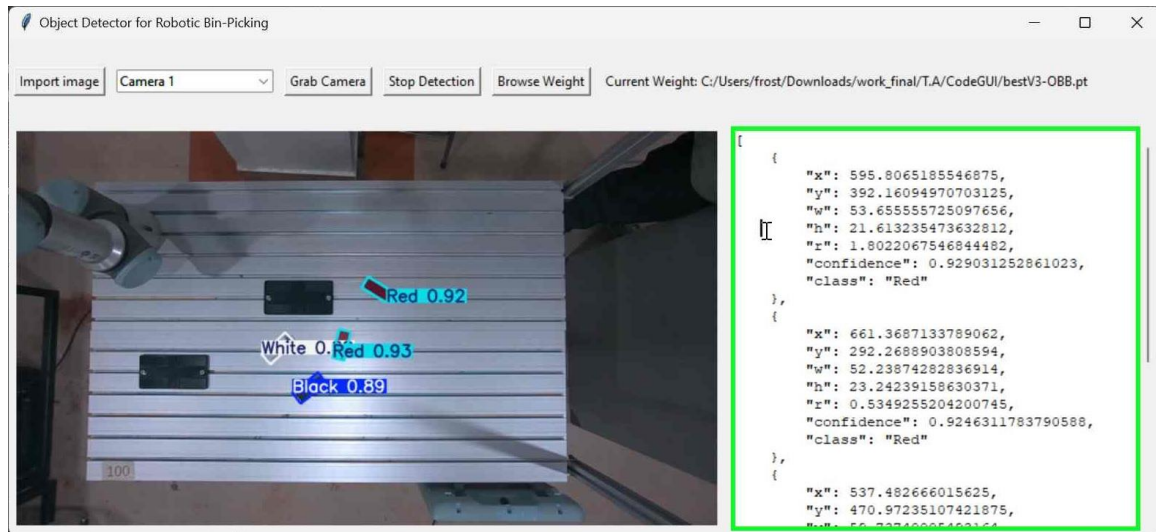 Object Detector for Robotic Bin-Picking
Import image Camera 1 Grab Camera Stop Detection Browse Weight Current Weight: C:/Users/frost/Downloads/work_final/T.A/CodeGUI/bestV3-OBB.pt
Red 0.92
White 0. Red 0.93
Black 0.89
100
[
{
"x": 595.8065185546875,
"y": 392.16094970703125,
"w": 53.655555725097656,
"h": 21.613235473632812,
"r": 1.8022067546844482,
"confidence": 0.929031252861023,
"class": "Red"
},
{
"x": 661.3687133789062,
"y": 292.2688903808594,
"w": 52.23874282836914,
"h": 23.24239158630371,
"r": 0.5349255204200745,
"confidence": 0.9246311783790588,
"class": "Red"
},
{
"x": 537.482666015625,
"y": 470.97235107421875,